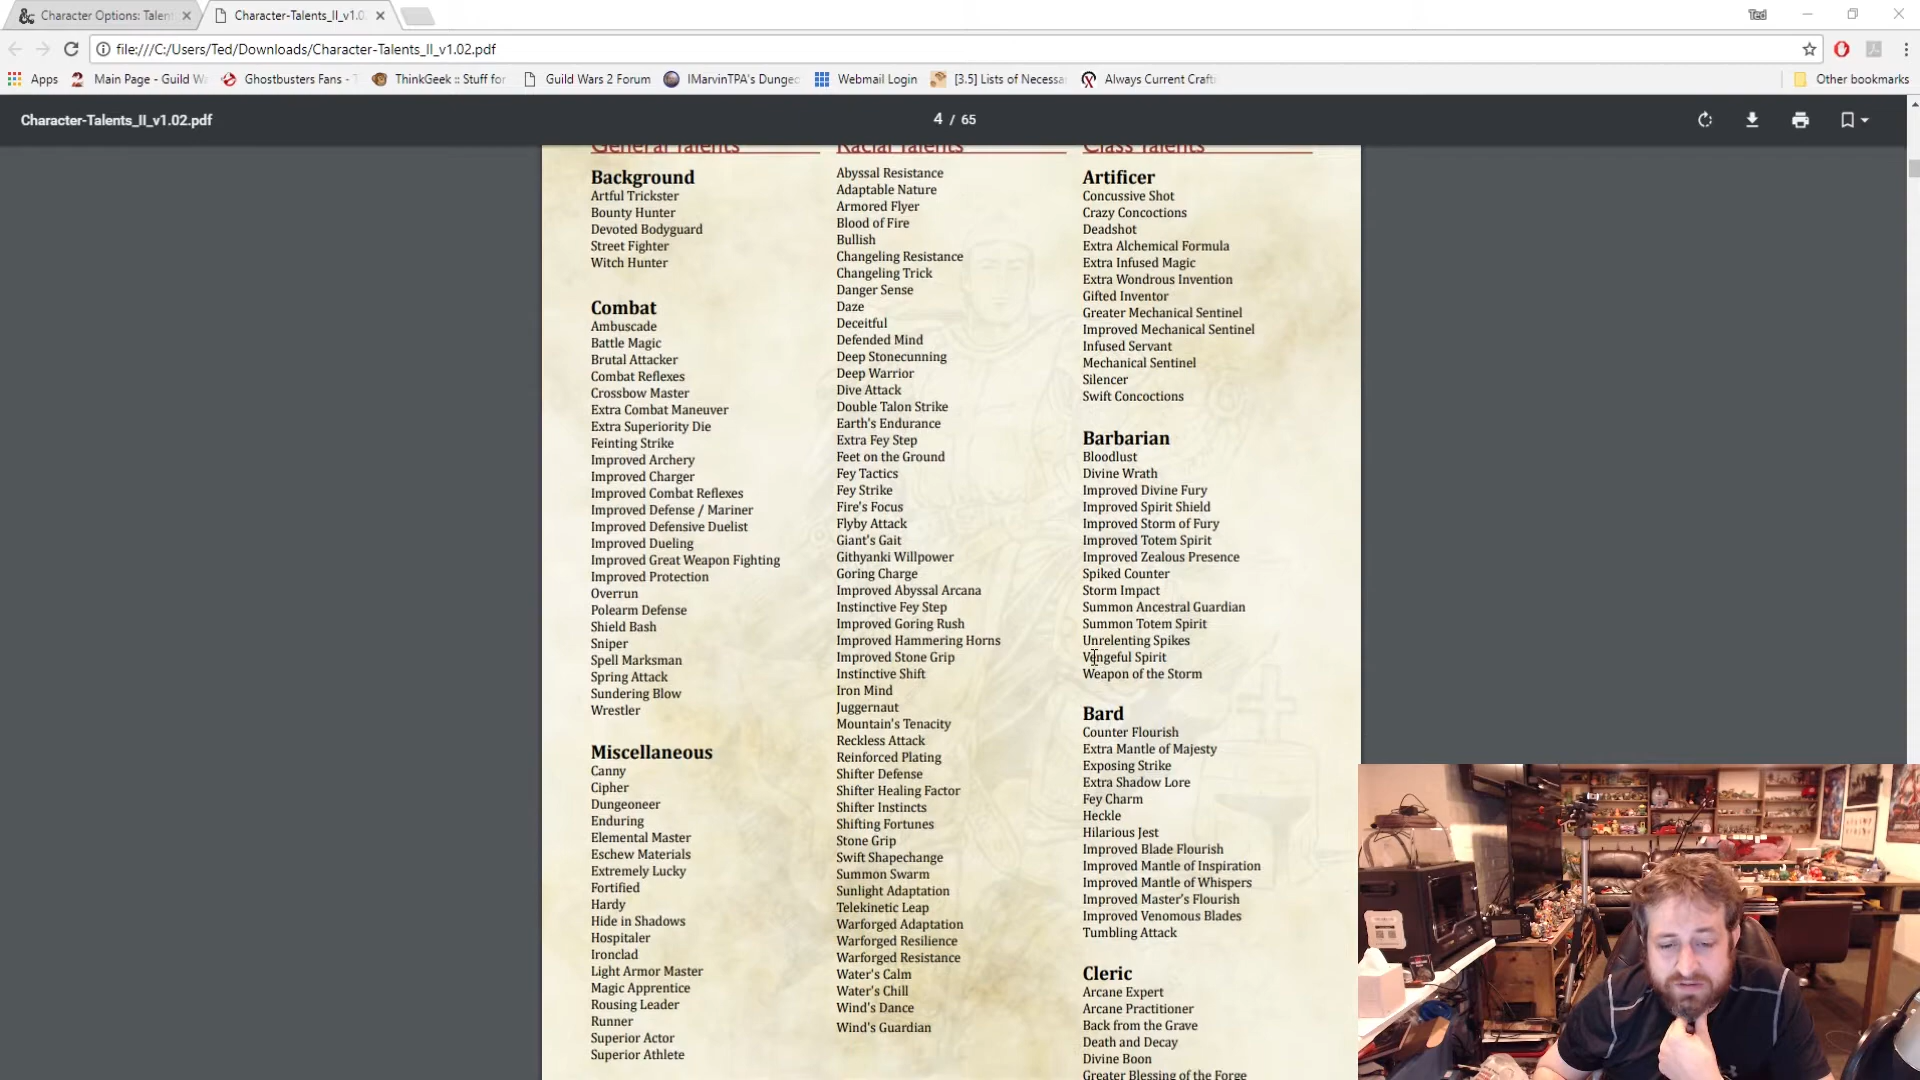 Character Options: Talen
Character-Talents_II_v1.0
Ted
file:///C:/Users/Ted/Downloads/Character-Talents_II_v1.02.pdf
Apps
Main Page - Guild W
Ghostbusters Fans -
ThinkGeek :: Stuff for
Guild Wars 2 Forum
IMarvinTPA's Dunge
Webmail Login
[3.5] Lists of Necess
Always Current Craft
Other bookmarks
Character-Talents_II_v1.02.pdf
4 / 65
General Talents
Background
Artful Trickster
Bounty Hunter
Devoted Bodyguard
Street Fighter
Witch Hunter
Combat
Ambuscade
Battle Magic
Brutal Attacker
Combat Reflexes
Crossbow Master
Extra Combat Maneuver
Extra Superiority Die
Feinting Strike
Improved Archery
Improved Charger
Improved Combat Reflexes
Improved Defense / Mariner
Improved Defensive Duelist
Improved Dueling
Improved Great Weapon Fighting
Improved Protection
Overrun
Polearm Defense
Shield Bash
Sniper
Spell Marksman
Spring Attack
Sundering Blow
Wrestler
Miscellaneous
Canny
Cipher
Dungeoneer
Enduring
Elemental Master
Eschew Materials
Extremely Lucky
Fortified
Hardy
Hide in Shadows
Hospitaler
Ironclad
Light Armor Master
Magic Apprentice
Rousing Leader
Runner
Superior Actor
Superior Athlete
Racial Talents
Abyssal Resistance
Adaptable Nature
Armored Flyer
Blood of Fire
Bullish
Changeling Resistance
Changeling Trick
Danger Sense
Daze
Deceitful
Defended Mind
Deep Stonecunning
Deep Warrior
Dive Attack
Double Talon Strike
Earth's Endurance
Extra Fey Step
Feet on the Ground
Fey Tactics
Fey Strike
Fire's Focus
Flyby Attack
Giant's Gait
Githyanki Willpower
Goring Charge
Improved Abyssal Arcana
Instinctive Fey Step
Improved Goring Rush
Improved Hammering Horns
Improved Stone Grip
Instinctive Shift
Iron Mind
Juggernaut
Mountain's Tenacity
Reckless Attack
Reinforced Plating
Shifter Defense
Shifter Healing Factor
Shifter Instincts
Shifting Fortunes
Stone Grip
Swift Shapechange
Summon Swarm
Sunlight Adaptation
Telekinetic Leap
Warforged Adaptation
Warforged Resilience
Warforged Resistance
Water's Calm
Water's Chill
Wind's Dance
Wind's Guardian
Class Talents
Artificer
Concussive Shot
Crazy Concoctions
Deadshot
Extra Alchemical Formula
Extra Infused Magic
Extra Wondrous Invention
Gifted Inventor
Greater Mechanical Sentinel
Improved Mechanical Sentinel
Infused Servant
Mechanical Sentinel
Silencer
Swift Concoctions
Barbarian
Bloodlust
Divine Wrath
Improved Divine Fury
Improved Spirit Shield
Improved Storm of Fury
Improved Totem Spirit
Improved Zealous Presence
Spiked Counter
Storm Impact
Summon Ancestral Guardian
Summon Totem Spirit
Unrelenting Spikes
Vengeful Spirit
Weapon of the Storm
Bard
Counter Flourish
Extra Mantle of Majesty
Exposing Strike
Extra Shadow Lore
Fey Charm
Heckle
Hilarious Jest
Improved Blade Flourish
Improved Mantle of Inspiration
Improved Mantle of Whispers
Improved Master's Flourish
Improved Venomous Blades
Tumbling Attack
Cleric
Arcane Expert
Arcane Practitioner
Back from the Grave
Death and Decay
Divine Boon
Greater Blessing of the Forge